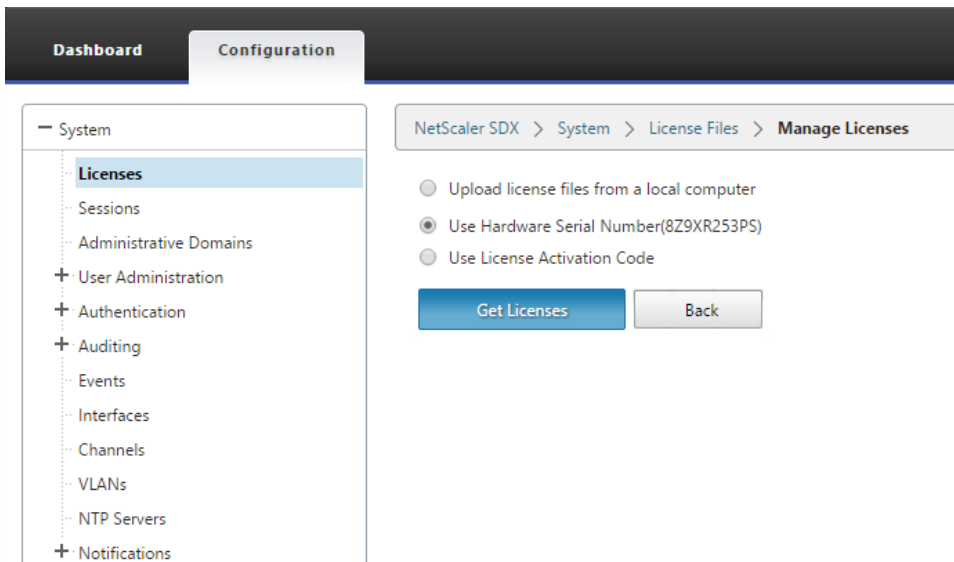 Dashboard
Configuration
System
Licenses
Sessions
Administrative Domains
User Administration
Authentication
Auditing
Events
Interfaces
Channels
VLANs
NTP Servers
Notifications
NetScaler SDX > System > License Files > Manage Licenses
Upload license files from a local computer
Use Hardware Serial Number(8Z9XR253PS)
Use License Activation Code
Get Licenses
Back